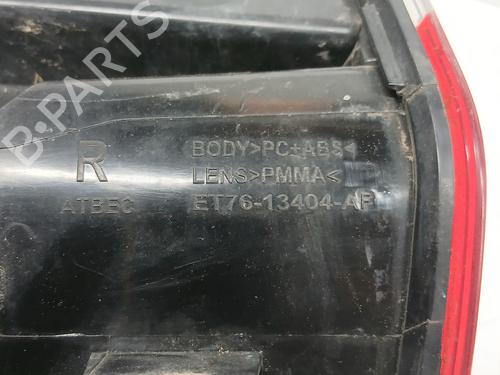 R
BODY>PC+ABS<
LENS>PMMA<
ATBEC
ET76-13404-AF
B-PARTS